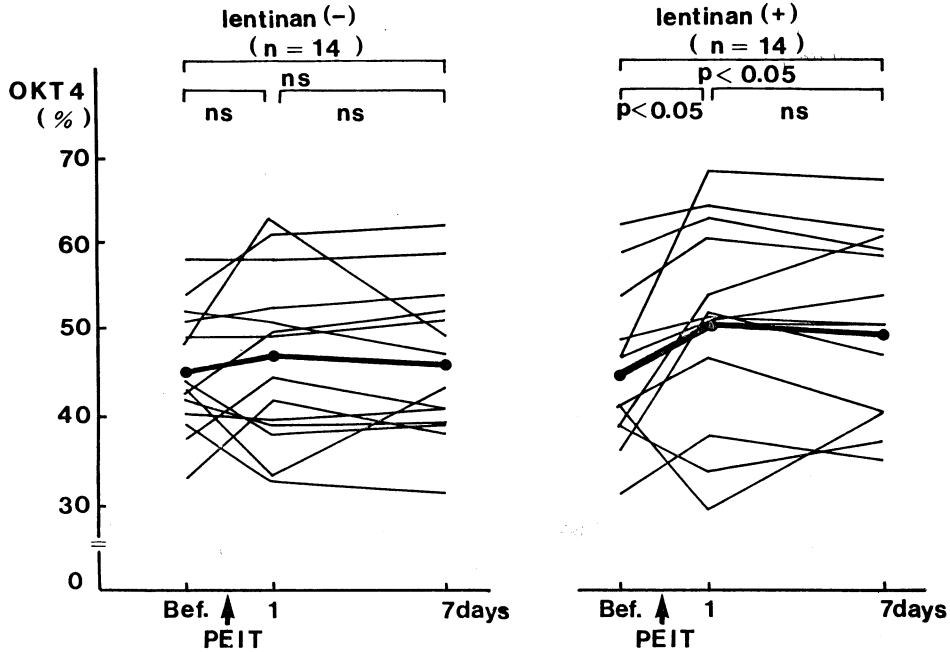 lentinan (−)
( n = 14 )
ns
ns
ns
lentinan (+)
( n = 14 )
p < 0.05
p<0.05
ns
OKT4
( % )
70
60
50
40
30
0
Bef.
1
7days
PEIT
Bef.
1
7days
PEIT